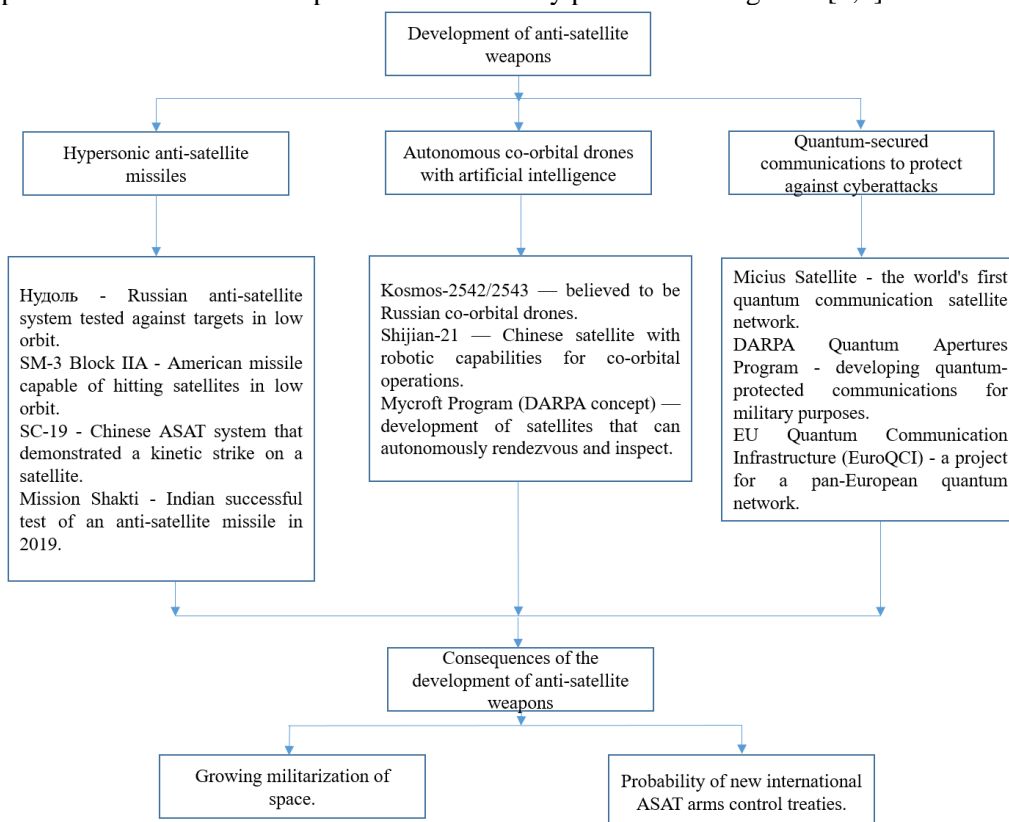 Development of anti-satellite
weapons
Hypersonic anti-satellite
missiles
Autonomous co-orbital drones
with artificial intelligence
Quantum-secured
communications to protect
against cyberattacks
Нудоль - Russian anti-satellite
system tested against targets in low
orbit.
SM-3 Block IIA - American missile
capable of hitting satellites in low
orbit.
SC-19 - Chinese ASAT system that
demonstrated a kinetic strike on a
satellite.
Mission Shakti - Indian successful
test of an anti-satellite missile in
2019.
Kosmos-2542/2543 — believed to be
Russian co-orbital drones.
Shijian-21 — Chinese satellite with
robotic capabilities for co-orbital
operations.
Mycroft Program (DARPA concept) —
development of satellites that can
autonomously rendezvous and inspect.
Micius Satellite - the world's first
quantum communication satellite
network.
DARPA Quantum Apertures
Program - developing quantum-
protected communications for
military purposes.
EU Quantum Communication
Infrastructure (EuroQCI) - a project
for a pan-European quantum
network.
Consequences of the
development of anti-satellite
weapons
Growing militarization of
space.
Probability of new international
ASAT arms control treaties.